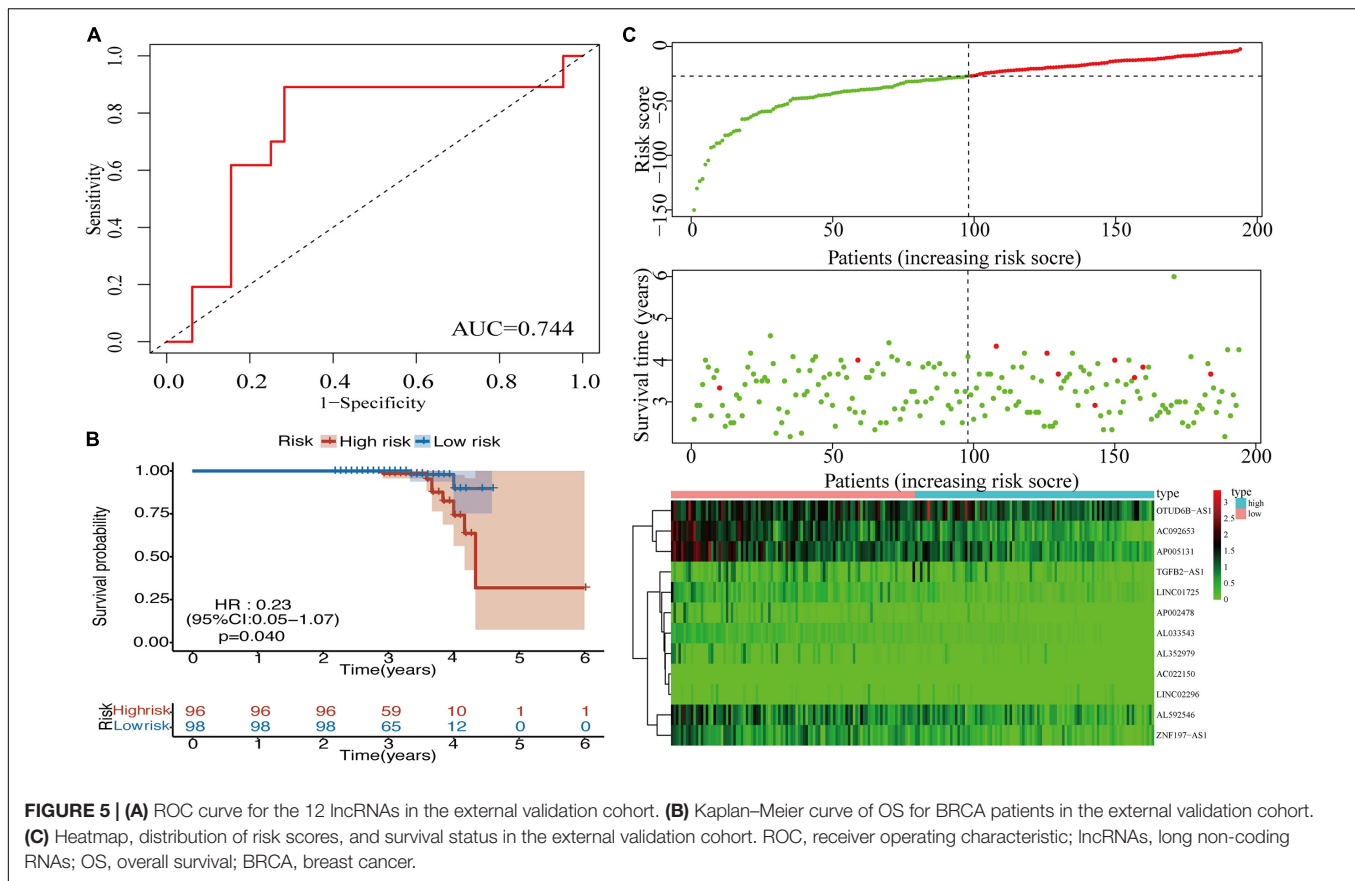 A
1.0
0.8
0.6
0.4
0.2
0.0
Sensitivity
AUC=0.744
0.0 0.2 0.4 0.6 0.8 1.0
1−Specificity
B
Risk High risk Low risk
1.00
0.75
0.50
0.25
0.00
Survival probability
HR : 0.23
(95%CI:0.05−1.07)
p=0.040
0 1 2 3 4 5 6
Time(years)
Risk
Highrisk 96 96 96 59 10 1 1
Lowrisk 98 98 98 65 12 0 0
0 1 2 3 4 5 6
Time(years)
C
0
−50
−100
−150
Risk score
0 50 100 150 200
Patients (increasing risk socre)
6
5
4
3
Survival time (years)
0 50 100 150 200
Patients (increasing risk socre)
type
OTUD6B−AS1
AC092653
AP005131
TGFB2−AS1
LINC01725
AP002478
AL033543
AL352979
AC022150
LINC02296
AL592546
ZNF197−AS1
3
2.5
2
1.5
1
0.5
0
type
high
low
FIGURE 5 | (A) ROC curve for the 12 lncRNAs in the external validation cohort. (B) Kaplan–Meier curve of OS for BRCA patients in the external validation cohort.
(C) Heatmap, distribution of risk scores, and survival status in the external validation cohort. ROC, receiver operating characteristic; lncRNAs, long non-coding
RNAs; OS, overall survival; BRCA, breast cancer.